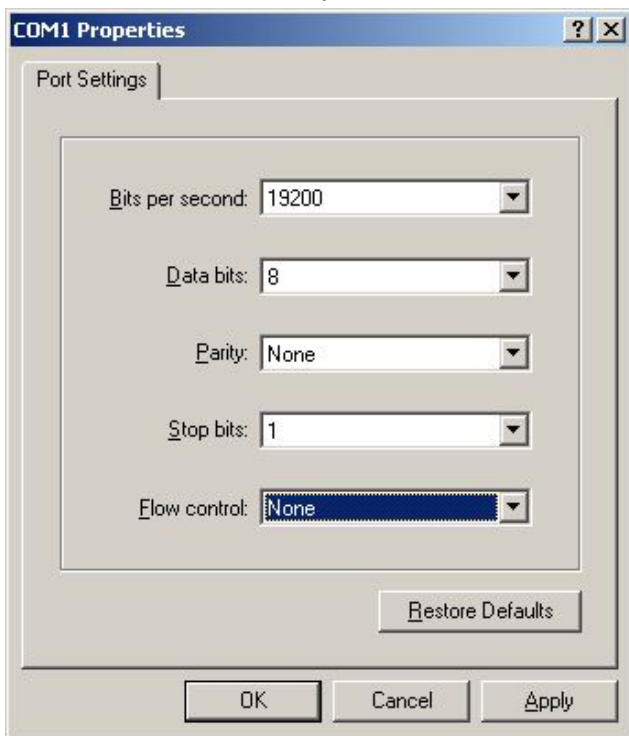 COM1 Properties
Port Settings
Bits per second: 19200
Data bits: 8
Parity: None
Stop bits: 1
Flow control: None
Restore Defaults
OK Cancel Apply